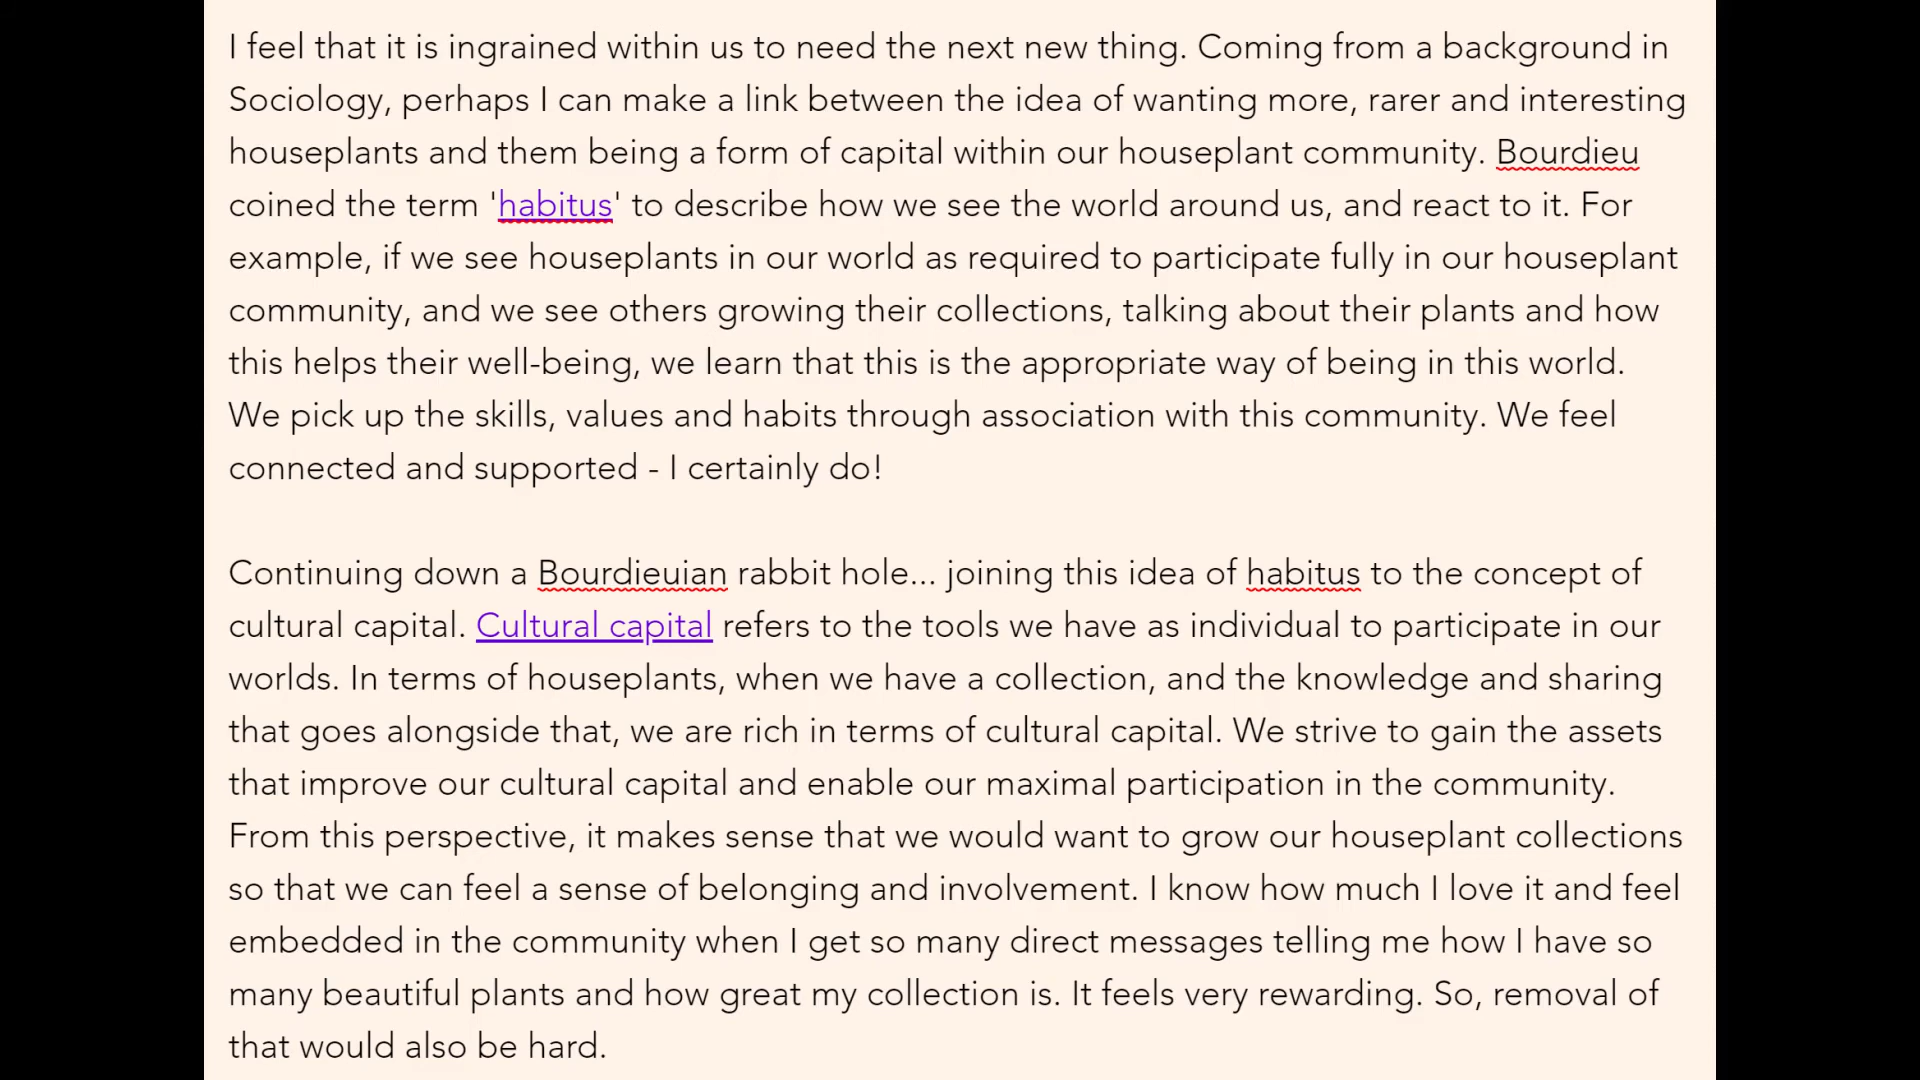 I feel that it is ingrained within us to need the next new thing. Coming from a background in
Sociology, perhaps I can make a link between the idea of wanting more, rarer and interesting
houseplants and them being a form of capital within our houseplant community. Bourdieu
coined the term 'habitus' to describe how we see the world around us, and react to it. For
example, if we see houseplants in our world as required to participate fully in our houseplant
community, and we see others growing their collections, talking about their plants and how
this helps their well-being, we learn that this is the appropriate way of being in this world.
We pick up the skills, values and habits through association with this community. We feel
connected and supported - I certainly do!
Continuing down a Bourdieuian rabbit hole... joining this idea of habitus to the concept of
cultural capital. Cultural capital refers to the tools we have as individual to participate in our
worlds. In terms of houseplants, when we have a collection, and the knowledge and sharing
that goes alongside that, we are rich in terms of cultural capital. We strive to gain the assets
that improve our cultural capital and enable our maximal participation in the community.
From this perspective, it makes sense that we would want to grow our houseplant collections
so that we can feel a sense of belonging and involvement. I know how much I love it and feel
embedded in the community when I get so many direct messages telling me how I have so
many beautiful plants and how great my collection is. It feels very rewarding. So, removal of
that would also be hard.